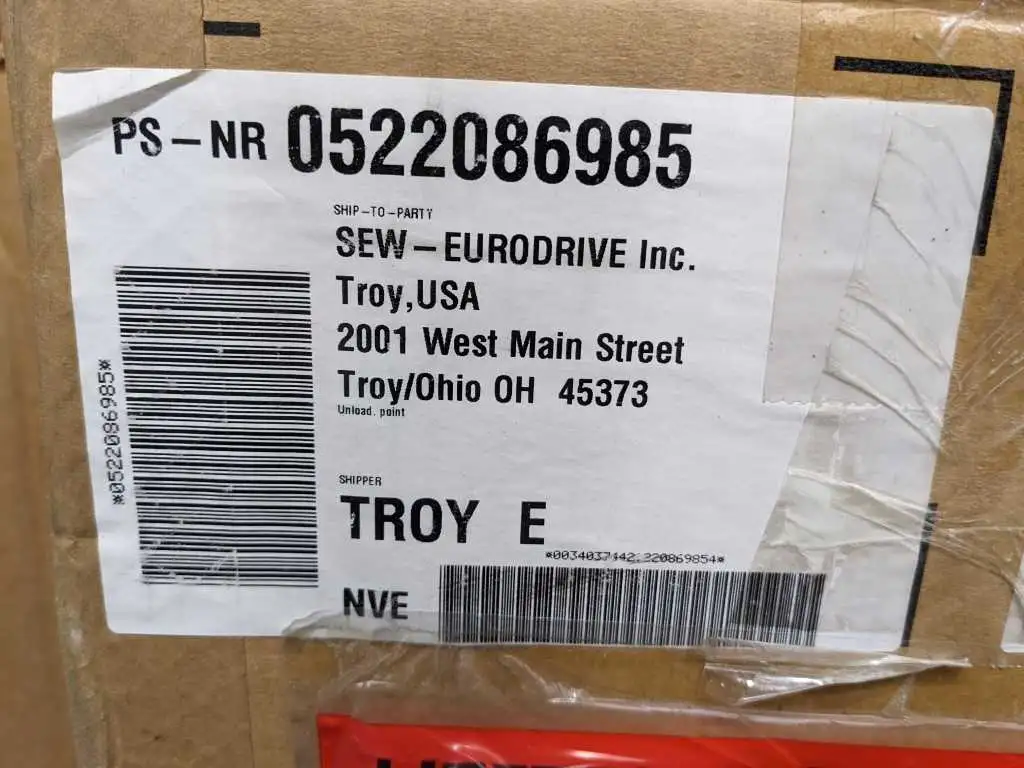 PS-NR 0522086985
SHIP-TO-PARTY
SEW-EURODRIVE Inc.
Troy,USA
2001 West Main Street
Troy/Ohio OH 45373
Unload. point
*0522086985*
SHIPPER
TROY E
NVE